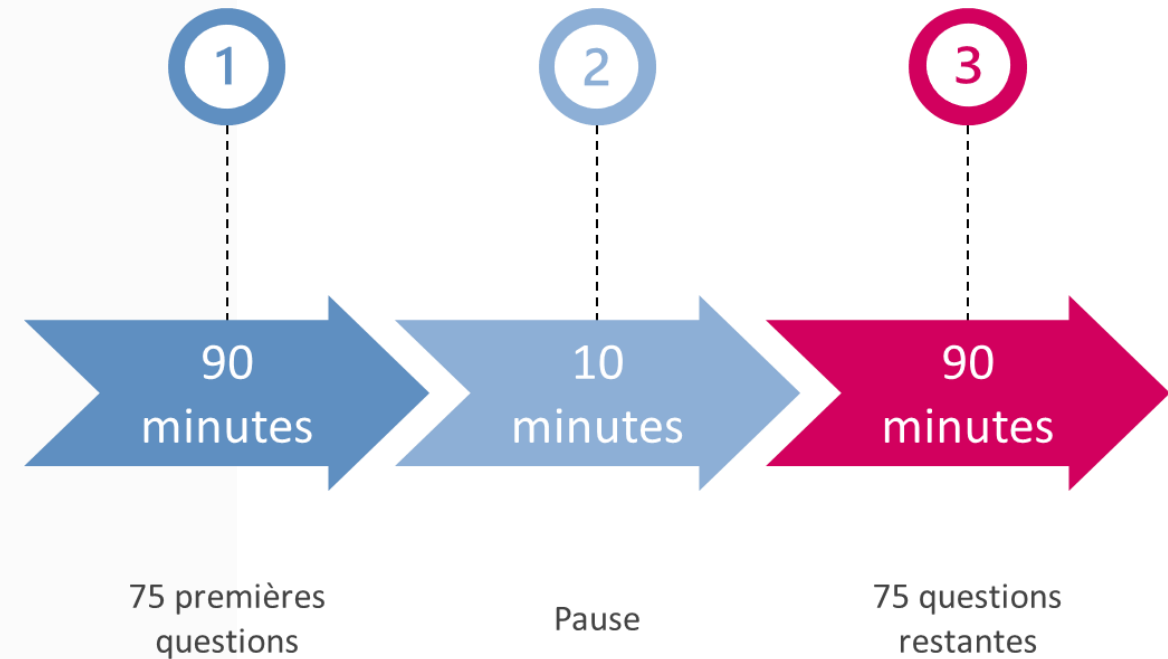 1
2
3
90
minutes
10
minutes
90
minutes
75 premières
questions
Pause
75 questions
restantes